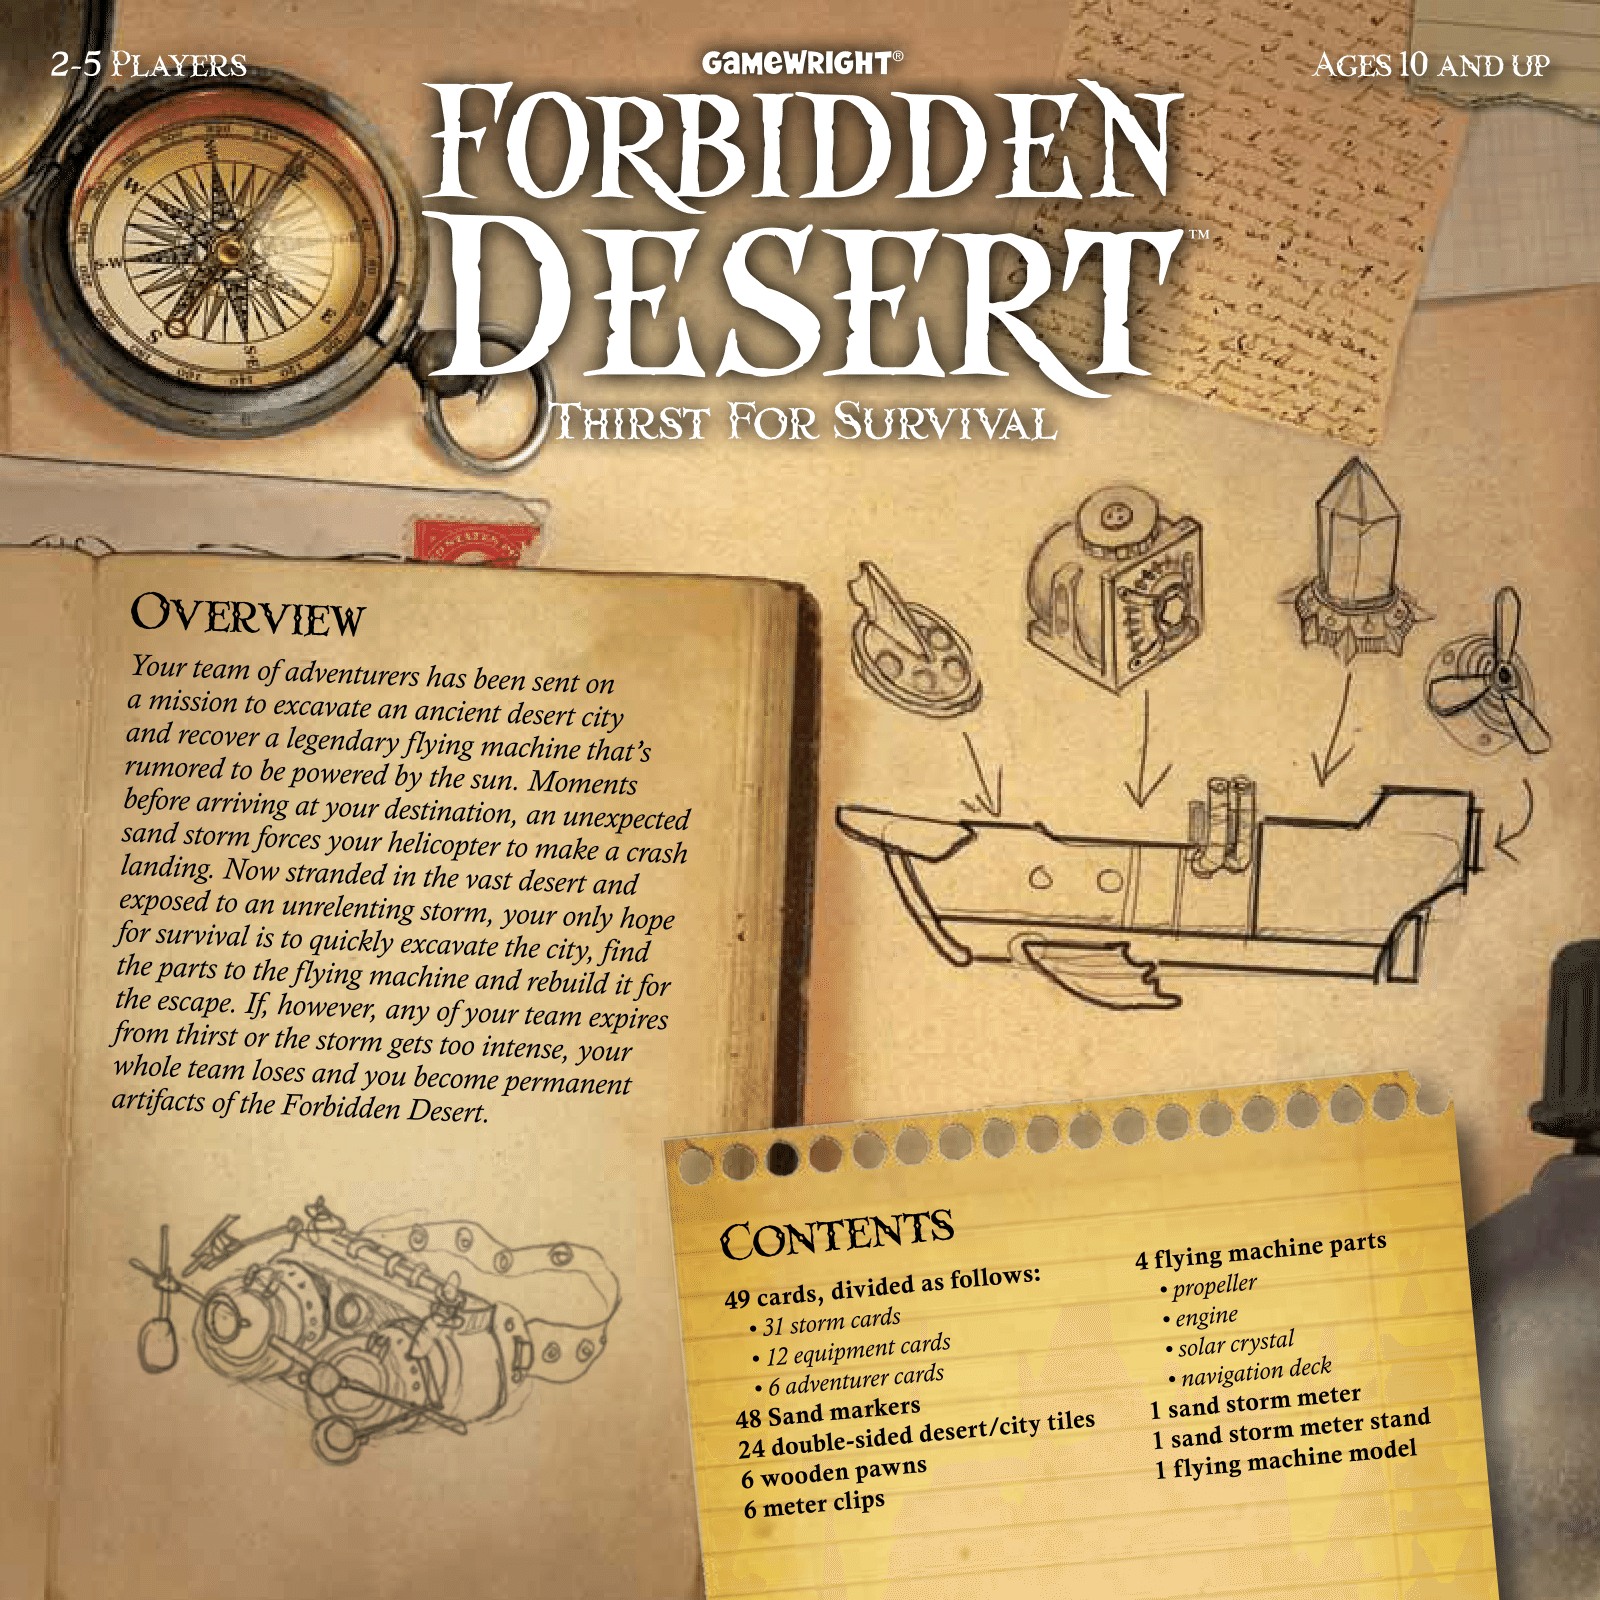 2-5 Players
GAMEWRIGHT®
Ages 10 and up
Forbidden
Desert™
Thirst For Survival
Overview
Your team of adventurers has been sent on
a mission to excavate an ancient desert city
and recover a legendary flying machine that's
rumored to be powered by the sun. Moments
before arriving at your destination, an unexpected
sand storm forces your helicopter to make a crash
landing. Now stranded in the vast desert and
exposed to an unrelenting storm, your only hope
for survival is to quickly excavate the city, find
the parts to the flying machine and rebuild it for
the escape. If, however, any of your team expires
from thirst or the storm gets too intense, your
whole team loses and you become permanent
artifacts of the Forbidden Desert.
Contents
49 cards, divided as follows:
• 31 storm cards
• 12 equipment cards
• 6 adventurer cards
48 Sand markers
24 double-sided desert/city tiles
6 wooden pawns
6 meter clips
4 flying machine parts
• propeller
• engine
• solar crystal
• navigation deck
1 sand storm meter
1 sand storm meter stand
1 flying machine model